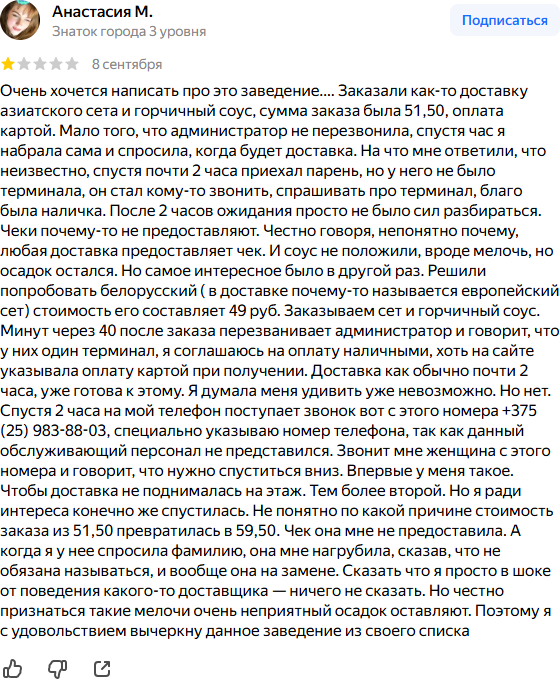 Анастасия М.
Подписаться
Знаток города 3 уровня
8 сентября
Очень хочется написать про это заведение.... Заказали как-то доставку
азиатского сета и горчичный соус, сумма заказа была 51,50, оплата
картой. Мало того, что администратор не перезвонила, спустя час я
набрала сама и спросила, когда будет доставка. На что мне ответили, что
неизвестно, спустя почти 2 часа приехал парень, но у него не было
терминала, он стал кому-то звонить, спрашивать про терминал, благо
была наличка. После 2 часов ожидания просто не было сил разбираться.
Чеки почему-то не предоставляют. Честно говоря, непонятно почему,
любая доставка предоставляет чек. И соус не положили, вроде мелочь, но
осадок остался. Но самое интересное было в другой раз. Решили
попробовать белорусский ( в доставке почему-то называется европейский
сет) стоимость его составляет 49 руб. Заказываем сет и горчичный соус.
Минут через 40 после заказа перезванивает администратор и говорит, что
у них один терминал, я соглашаюсь на оплату наличными, хоть на сайте
указывала оплату картой при получении. Доставка как обычно почти 2
часа, уже готова к этому. Я думала меня удивить уже невозможно. Но нет.
Спустя 2 часа на мой телефон поступает звонок вот с этого номера +375
(25) 983-88-03, специально указываю номер телефона, так как данный
обслуживающий персонал не представился. Звонит мне женщина с этого
номера и говорит, что нужно спуститься вниз. Впервые у меня такое.
Чтобы доставка не поднималась на этаж. Тем более второй. Но я ради
интереса конечно же спустилась. Не понятно по какой причине стоимость
заказа из 51,50 превратилась в 59,50. Чек она мне не предоставила. А
когда я у нее спросила фамилию, она мне нагрубила, сказав, что не
обязана называться, и вообще она на замене. Сказать что я просто в шоке
от поведения какого-то доставщика — ничего не сказать. Но честно
признаться такие мелочи очень неприятный осадок оставляют. Поэтому я
с удовольствием вычеркну данное заведение из своего списка